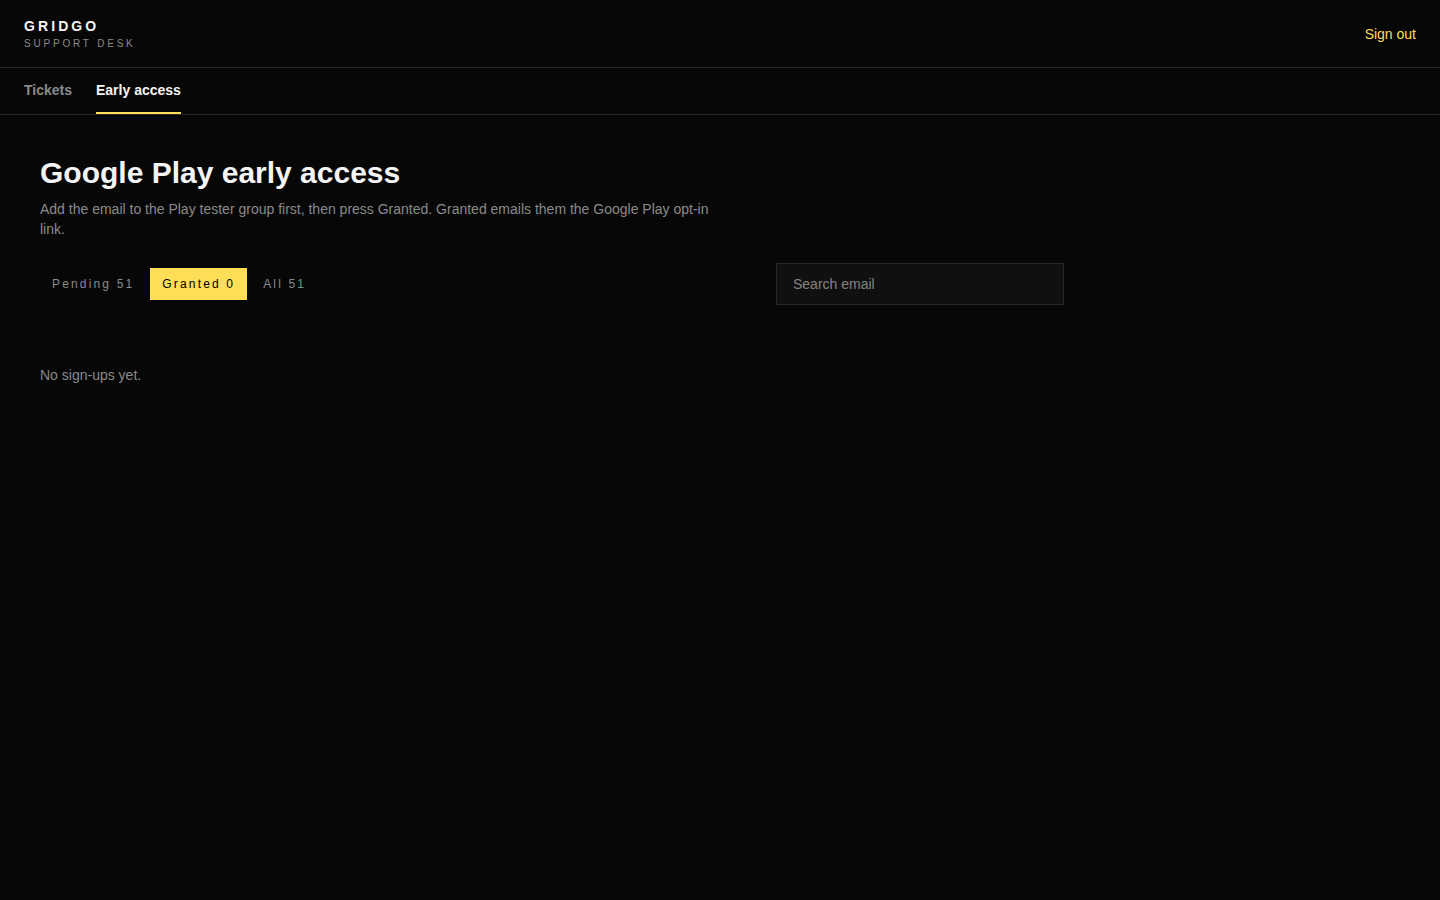 GRIDGO
SUPPORT DESK
Sign out
Tickets
Early access
Google Play early access
Add the email to the Play tester group first, then press Granted. Granted emails them the Google Play opt-in
link.
Pending 51
Granted 0
All 51
Search email
No sign-ups yet.